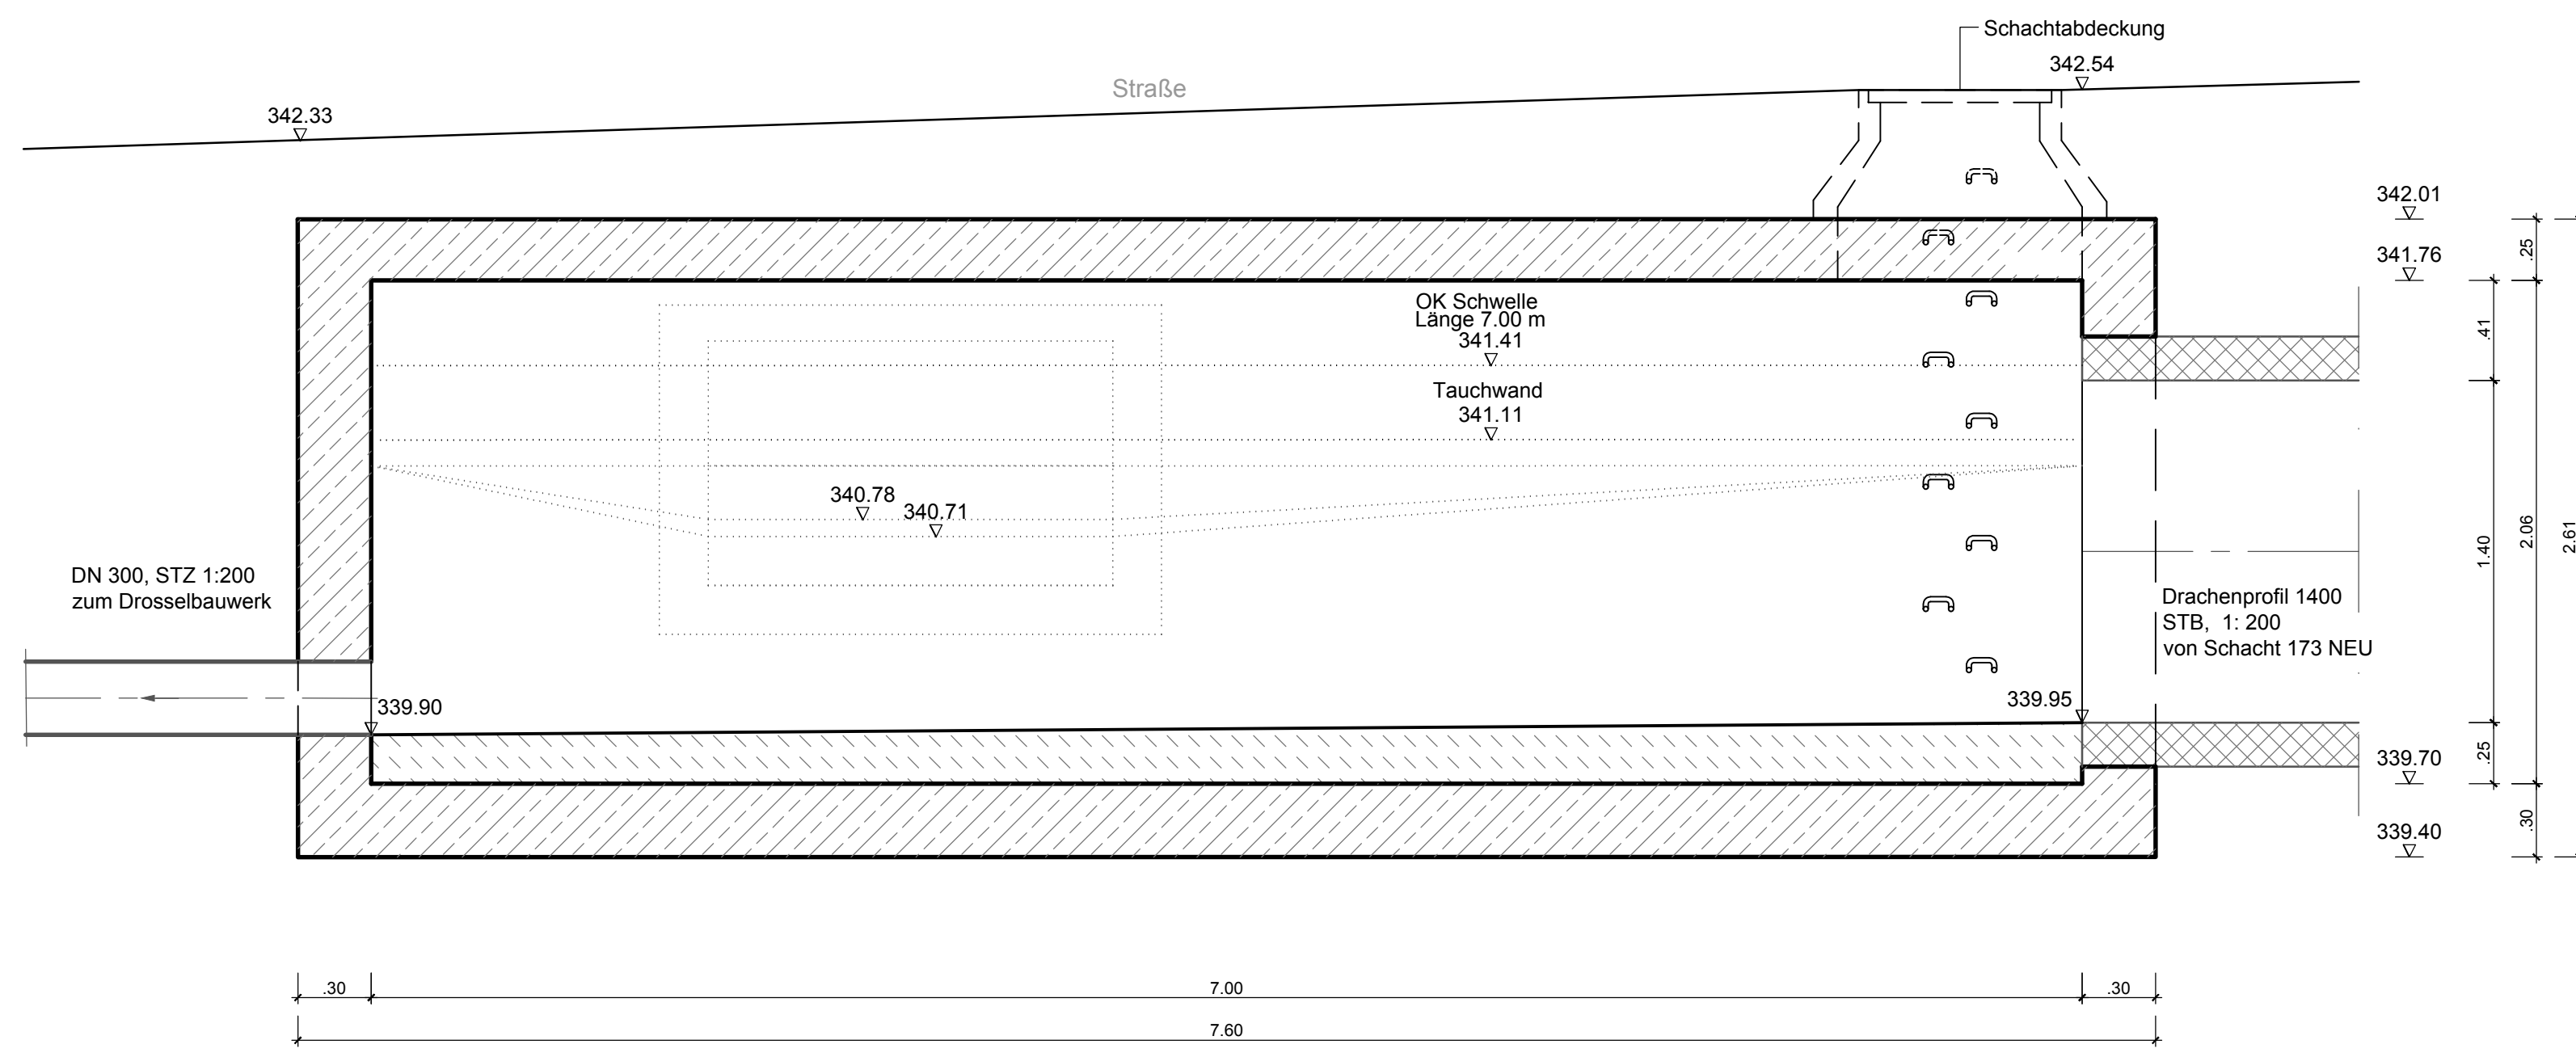 Schachtabdeckung
342.54
Straße
342.33
342.01
.25
341.76
OK Schwelle
Länge 7.00 m
341.41
.41
Tauchwand
341.11
340.78
340.71
DN 300, STZ 1:200
zum Drosselbauwerk
1.40
2.06
2.61
Drachenprofil 1400
STB, 1: 200
von Schacht 173 NEU
339.90
339.95
.25
339.70
.30
339.40
.30
7.00
.30
7.60